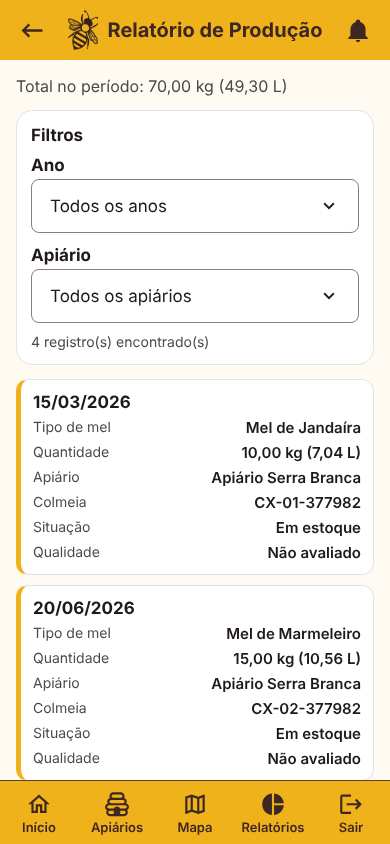 Relatório de Produção
Total no período: 70,00 kg (49,30 L)
Filtros
Ano
Todos os anos
Apiário
Todos os apiários
4 registro(s) encontrado(s)
15/03/2026
Tipo de mel Mel de Jandaíra
Quantidade 10,00 kg (7,04 L)
Apiário Apiário Serra Branca
Colmeia CX-01-377982
Situação Em estoque
Qualidade Não avaliado
20/06/2026
Tipo de mel Mel de Marmeleiro
Quantidade 15,00 kg (10,56 L)
Apiário Apiário Serra Branca
Colmeia CX-02-377982
Situação Em estoque
Qualidade Não avaliado
Início Apiários Mapa Relatórios Sair